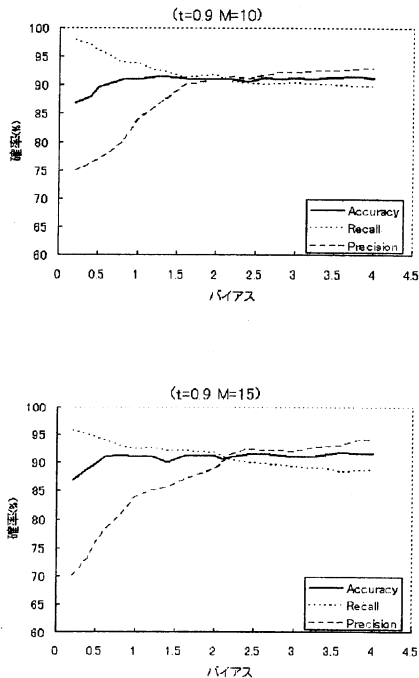 (t=0.9 M=10)
100
95
90
85
80
75
70
65
60
確率(%)
0 0.5 1 1.5 2 2.5 3 3.5 4 4.5
バイアス
Accuracy
Recall
Precision
(t=0.9 M=15)
100
95
90
85
80
75
70
65
60
確率(%)
0 0.5 1 1.5 2 2.5 3 3.5 4 4.5
バイアス
Accuracy
Recall
Precision